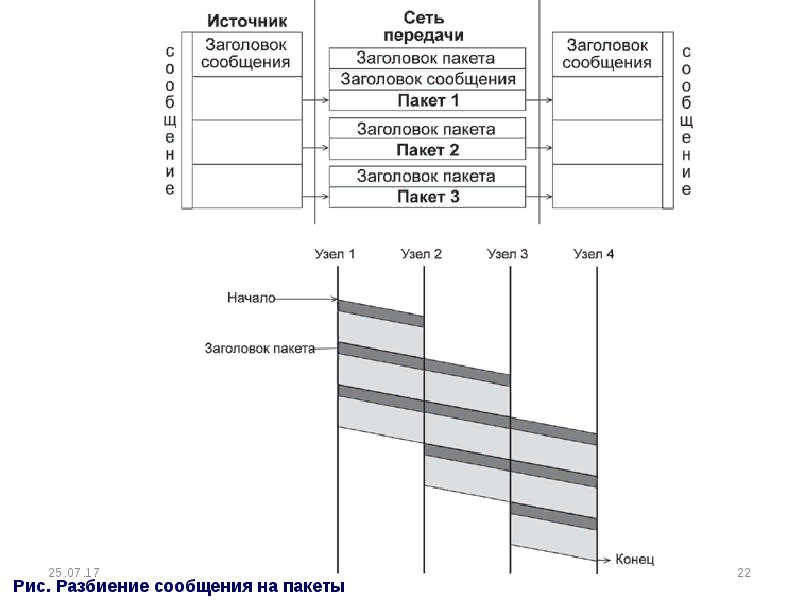 Источник
Сеть
передачи
сообщение
Заголовок
сообщения
Заголовок пакета
Заголовок сообщения
Пакет 1
Заголовок пакета
Пакет 2
Заголовок пакета
Пакет 3
Заголовок
сообщения
сообщение
Узел 1 Узел 2 Узел 3 Узел 4
Начало
Заголовок пакета
Конец
25.07.17
22
Рис. Разбиение сообщения на пакеты